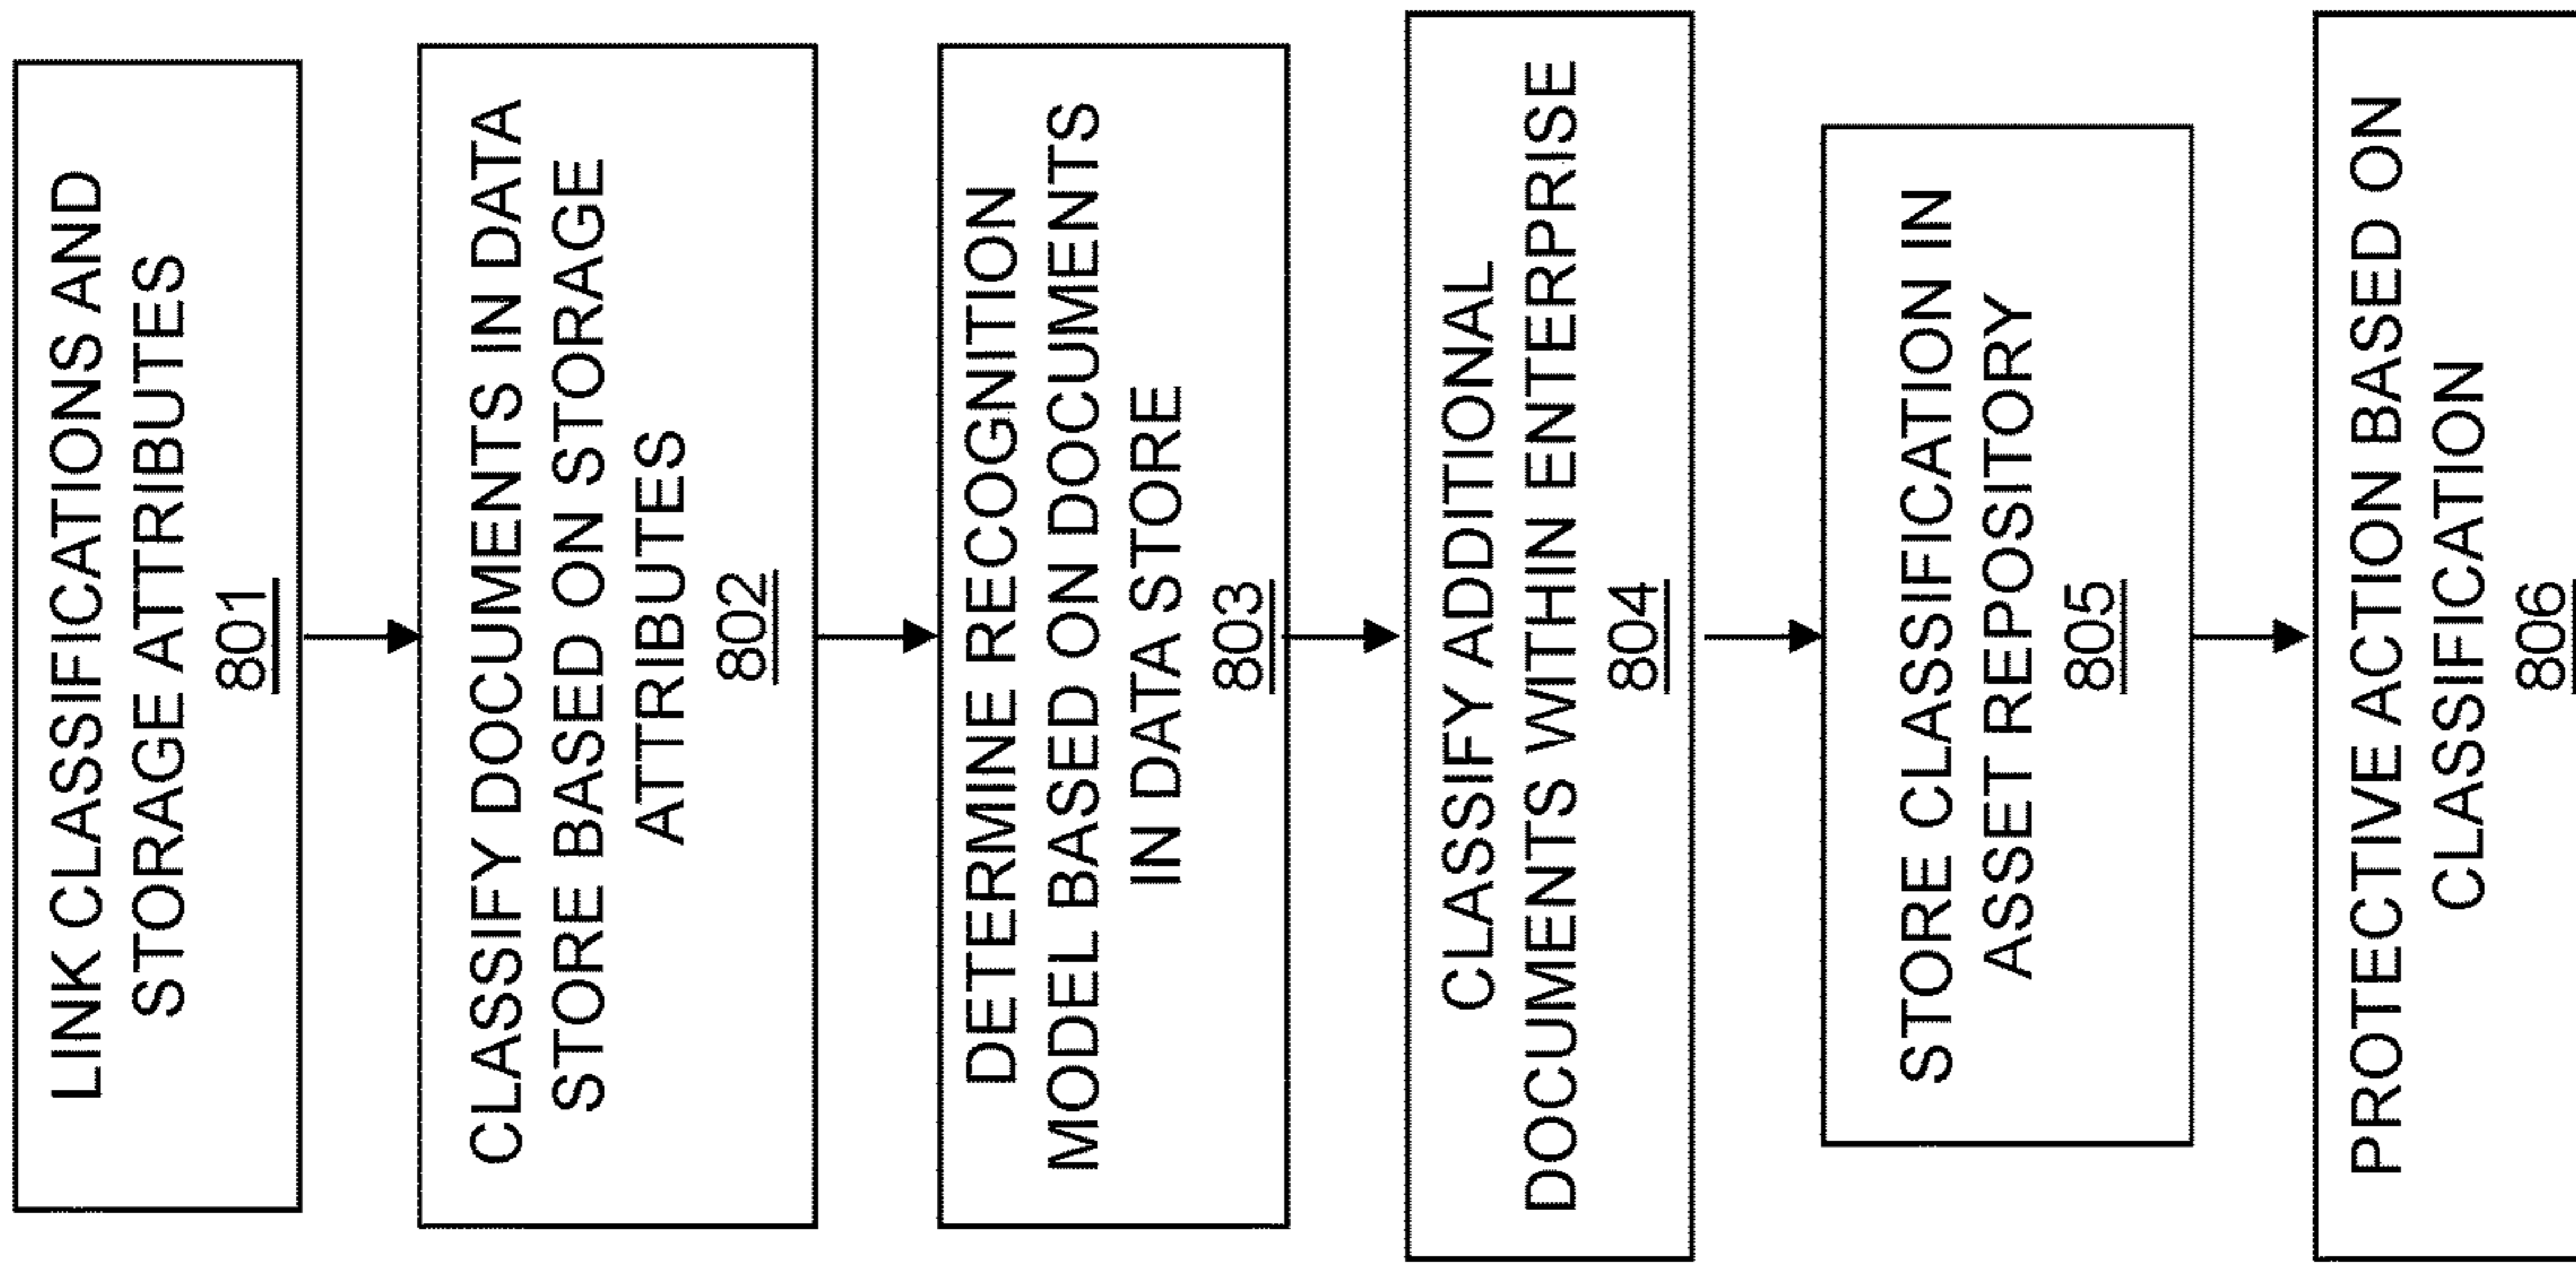 LINK CLASSIFICATIONS AND
STORAGE ATTRIBUTES
801
CLASSIFY DOCUMENTS IN DATA
STORE BASED ON STORAGE
ATTRIBUTES
802
DETERMINE RECOGNITION
MODEL BASED ON DOCUMENTS
IN DATA STORE
803
CLASSIFY ADDITIONAL
DOCUMENTS WITHIN ENTERPRISE
804
STORE CLASSIFICATION IN
ASSET REPOSITORY
805
PROTECTIVE ACTION BASED ON
CLASSIFICATION
806